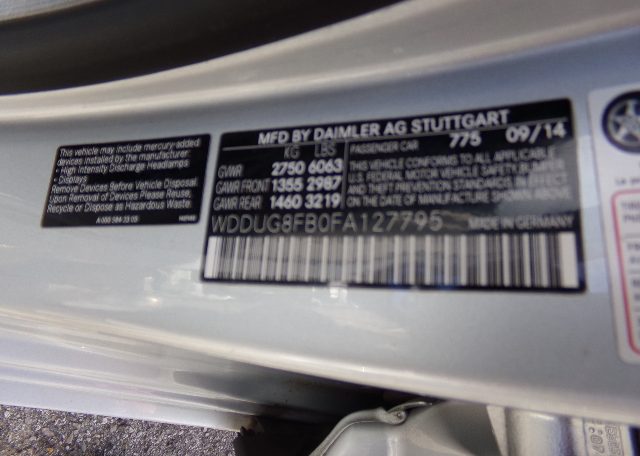 This vehicle may include mercury-added
devices installed by the manufacturer:
- High Intensity Discharge Headlamps
- Displays
Remove Devices Before Vehicle Disposal.
Upon Removal of Devices Please Reuse,
Recycle or Dispose as Hazardous Waste.
MFD BY DAIMLER AG STUTTGART
KG LBS PASSENGER CAR 775 09/14
GVWR 2750 6063
GAWR FRONT 1355 2987
GAWR REAR 1460 3219
THIS VEHICLE CONFORMS TO ALL APPLICABLE
U.S. FEDERAL MOTOR VEHICLE SAFETY BUMPER
AND THEFT PREVENTION STANDARDS IN EFFECT
ON THE DATE OF MANUFACTURE SHOWN ABOVE.
WDDUG8FB0FA127795
MADE IN GERMANY